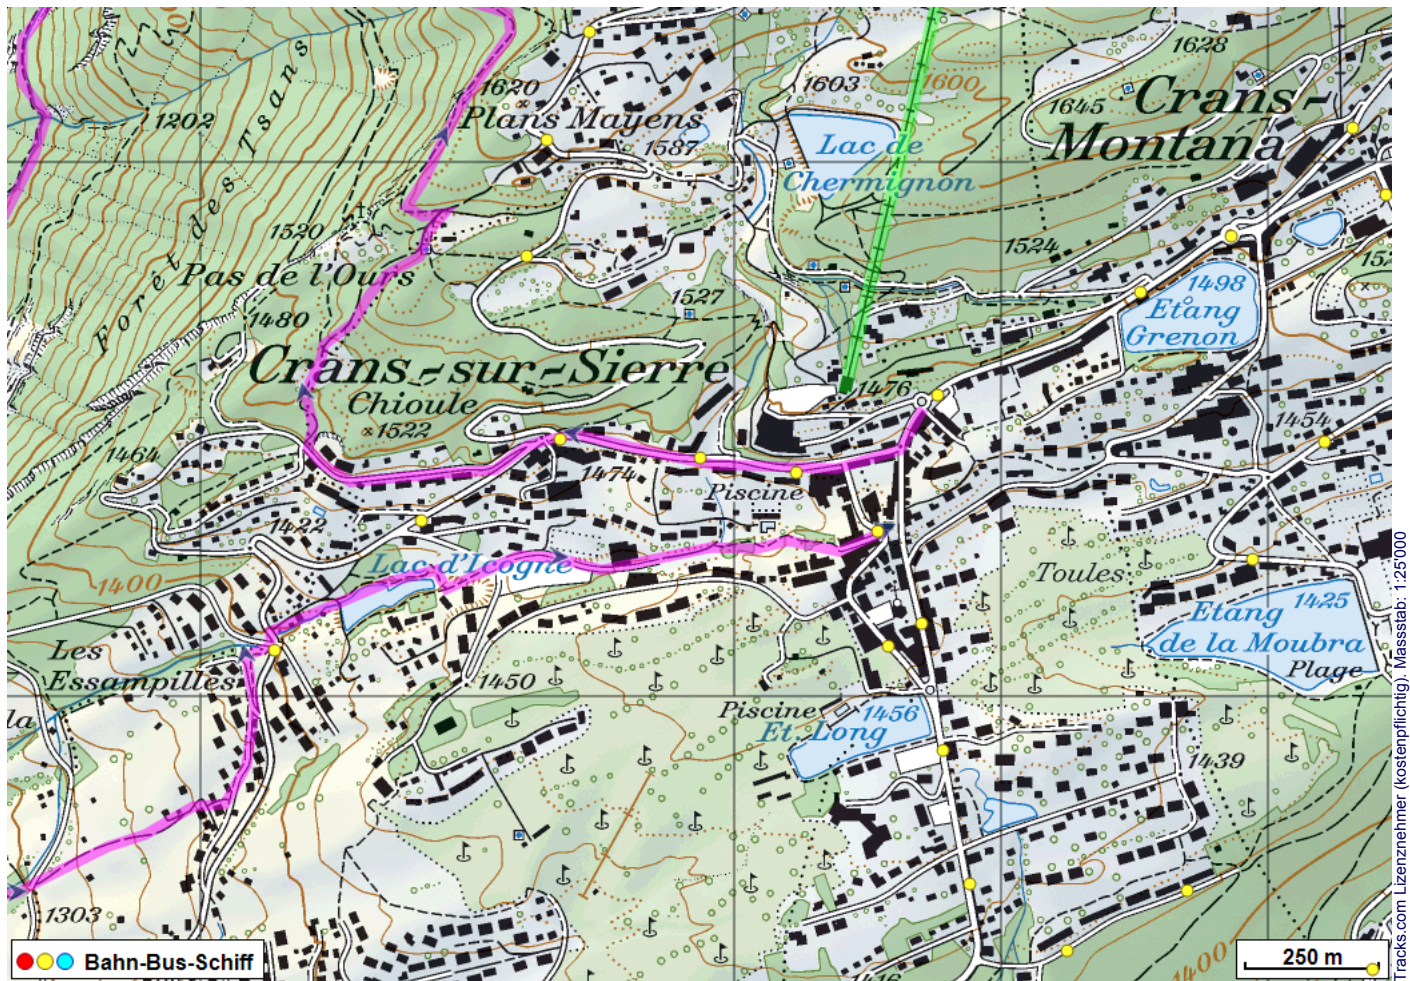 1628
1620
1603
1600
1645
Crans-
Montana
Plans Mayens
1202
1587
Lac de
Chermignon
Forêt des Tsans
1520
1524
Pas de l'Ours
1527
1498
Etang
Grenon
1480
Crans-sur-Sierre
1476
Chioule
1522
1454
1464
1474
Piscine
1422
Lac d'Icogne
1400
Toules
Etang 1425
de la Moubra
Plage
Les
Essampilles
1450
la
Piscine
1456
Et. Long
1439
1303
1400
Bahn-Bus-Schiff
250 m
Tracks.com Lizenznehmer (kostenpflichtig). Massstab: 1:25'000